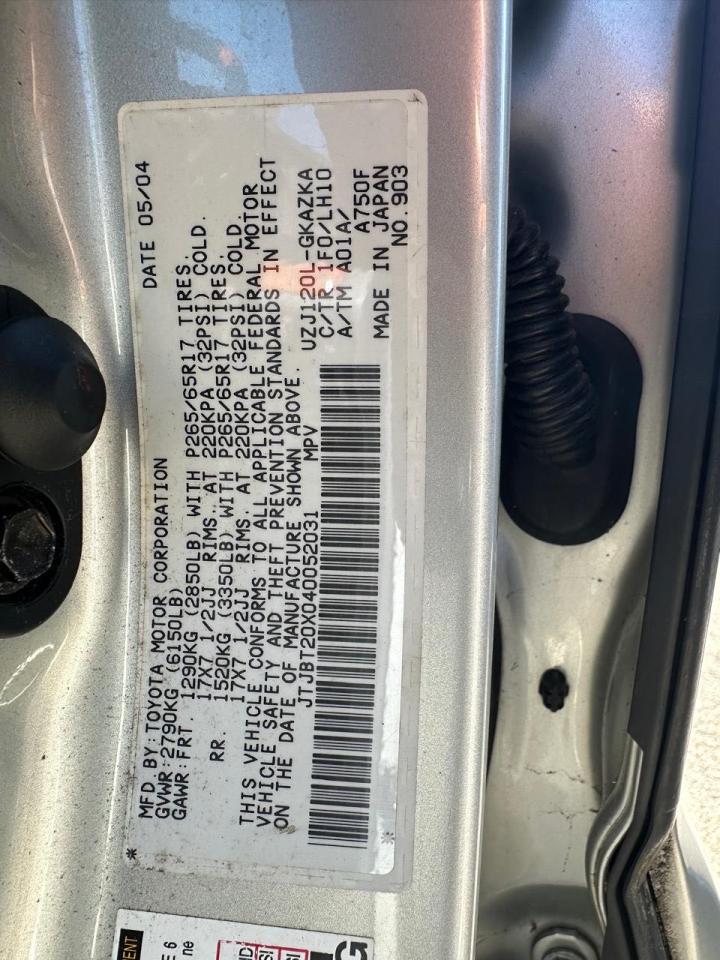 MFD. BY: TOYOTA MOTOR CORPORATION DATE 05/04
GVWR: 2790KG (6150LB)
GAWR: FRT. 1290KG (2850LB) WITH P265/65R17 TIRES.
17X7 1/2JJ RIMS. AT 220KPA (32PSI) COLD.
RR. 1520KG (3350LB) WITH P265/65R17 TIRES.
17X7 1/2JJ RIMS. AT 220KPA (32PSI) COLD.
THIS VEHICLE CONFORMS TO ALL APPLICABLE FEDERAL MOTOR
VEHICLE SAFETY AND THEFT PREVENTION STANDARDS IN EFFECT
ON THE DATE OF MANUFACTURE SHOWN ABOVE.
* JTJBT20X040052031 MPV *
UZJ120L-GKAZKA
C/TR 1F0/LH10
A/TM A01A/
A750F
MADE IN JAPAN
NO. 903